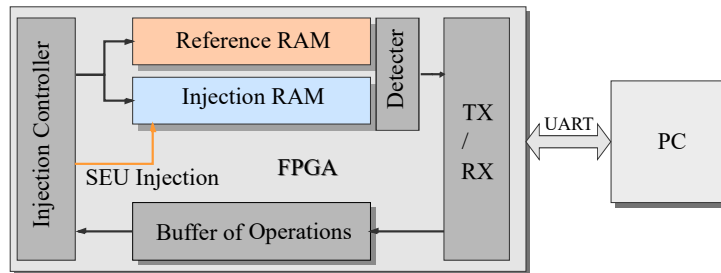 Injection Controller
Reference RAM
Injection RAM
Detecter
TX
/
RX
UART
PC
SEU Injection
FPGA
Buffer of Operations